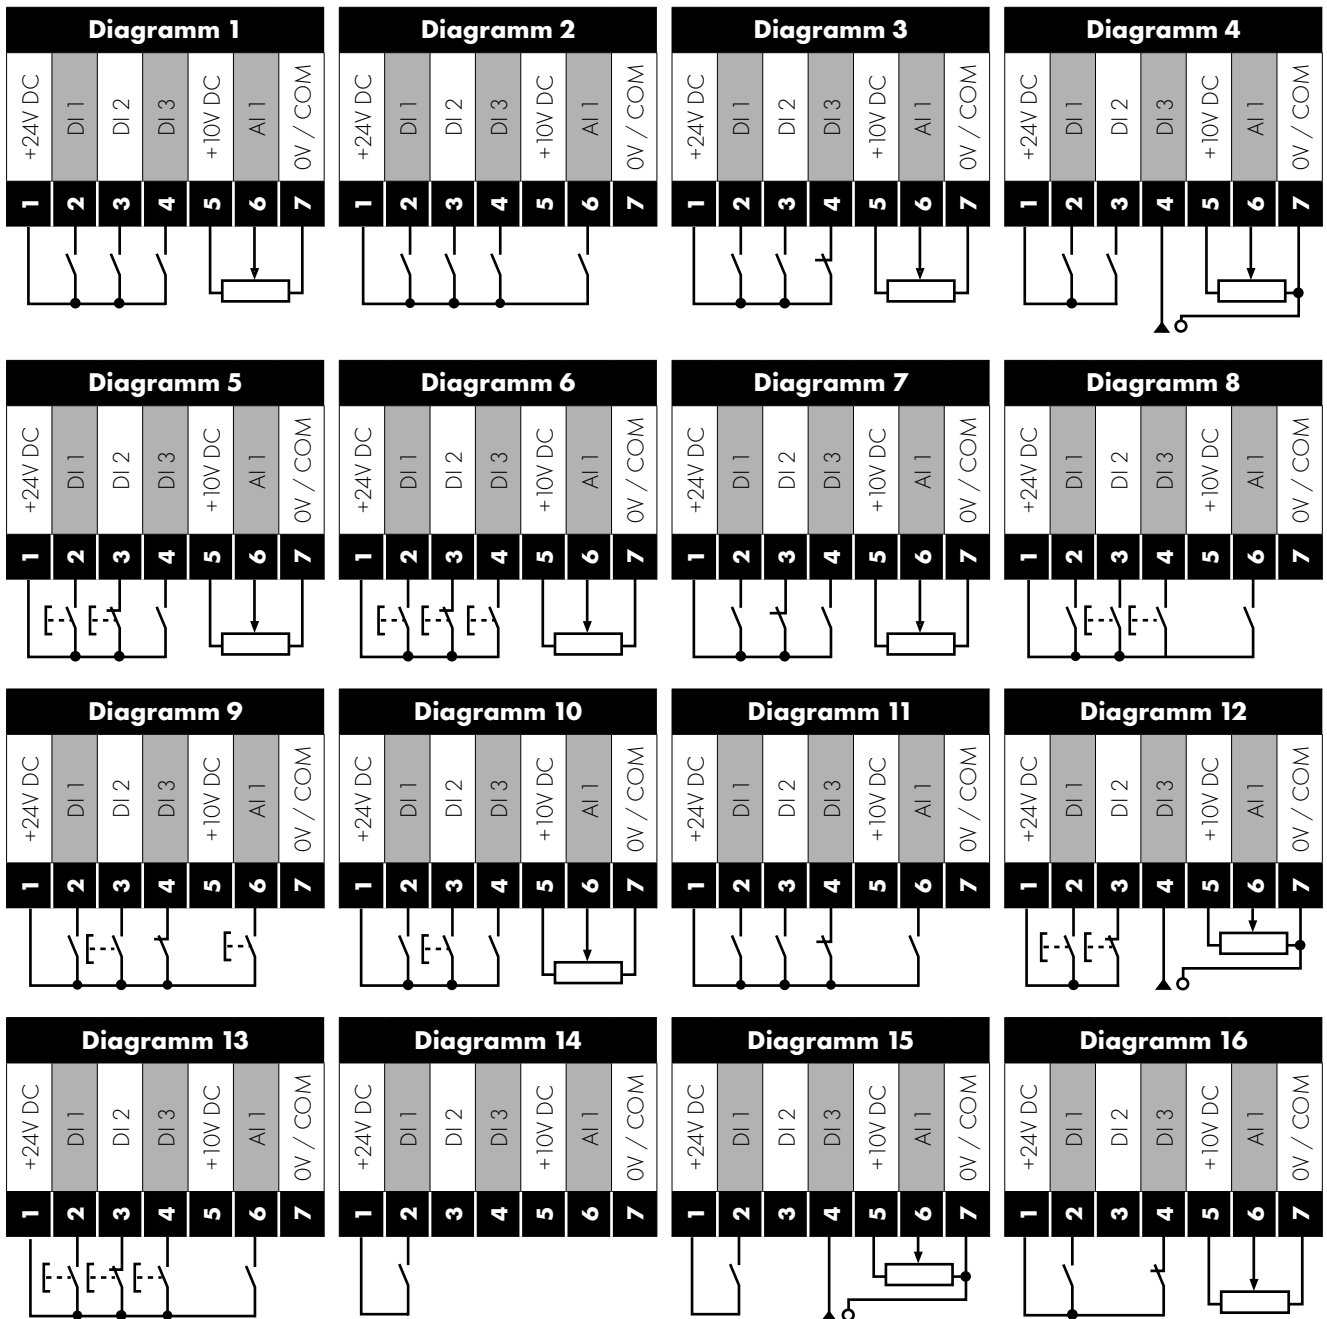 Diagramm 1 Diagramm 2 Diagramm 3 Diagramm 4
+24V DC DI 1 DI 2 DI 3 +10V DC AI 1 0V / COM +24V DC DI 1 DI 2 DI 3 +10V DC AI 1 0V / COM +24V DC DI 1 DI 2 DI 3 +10V DC AI 1 0V / COM +24V DC DI 1 DI 2 DI 3 +10V DC AI 1 0V / COM
1 2 3 4 5 6 7 1 2 3 4 5 6 7 1 2 3 4 5 6 7 1 2 3 4 5 6 7
Diagramm 5 Diagramm 6 Diagramm 7 Diagramm 8
+24V DC DI 1 DI 2 DI 3 +10V DC AI 1 0V / COM +24V DC DI 1 DI 2 DI 3 +10V DC AI 1 0V / COM +24V DC DI 1 DI 2 DI 3 +10V DC AI 1 0V / COM +24V DC DI 1 DI 2 DI 3 +10V DC AI 1 0V / COM
1 2 3 4 5 6 7 1 2 3 4 5 6 7 1 2 3 4 5 6 7 1 2 3 4 5 6 7
Diagramm 9 Diagramm 10 Diagramm 11 Diagramm 12
+24V DC DI 1 DI 2 DI 3 +10V DC AI 1 0V / COM +24V DC DI 1 DI 2 DI 3 +10V DC AI 1 0V / COM +24V DC DI 1 DI 2 DI 3 +10V DC AI 1 0V / COM +24V DC DI 1 DI 2 DI 3 +10V DC AI 1 0V / COM
1 2 3 4 5 6 7 1 2 3 4 5 6 7 1 2 3 4 5 6 7 1 2 3 4 5 6 7
Diagramm 13 Diagramm 14 Diagramm 15 Diagramm 16
+24V DC DI 1 DI 2 DI 3 +10V DC AI 1 0V / COM +24V DC DI 1 DI 2 DI 3 +10V DC AI 1 0V / COM +24V DC DI 1 DI 2 DI 3 +10V DC AI 1 0V / COM +24V DC DI 1 DI 2 DI 3 +10V DC AI 1 0V / COM
1 2 3 4 5 6 7 1 2 3 4 5 6 7 1 2 3 4 5 6 7 1 2 3 4 5 6 7